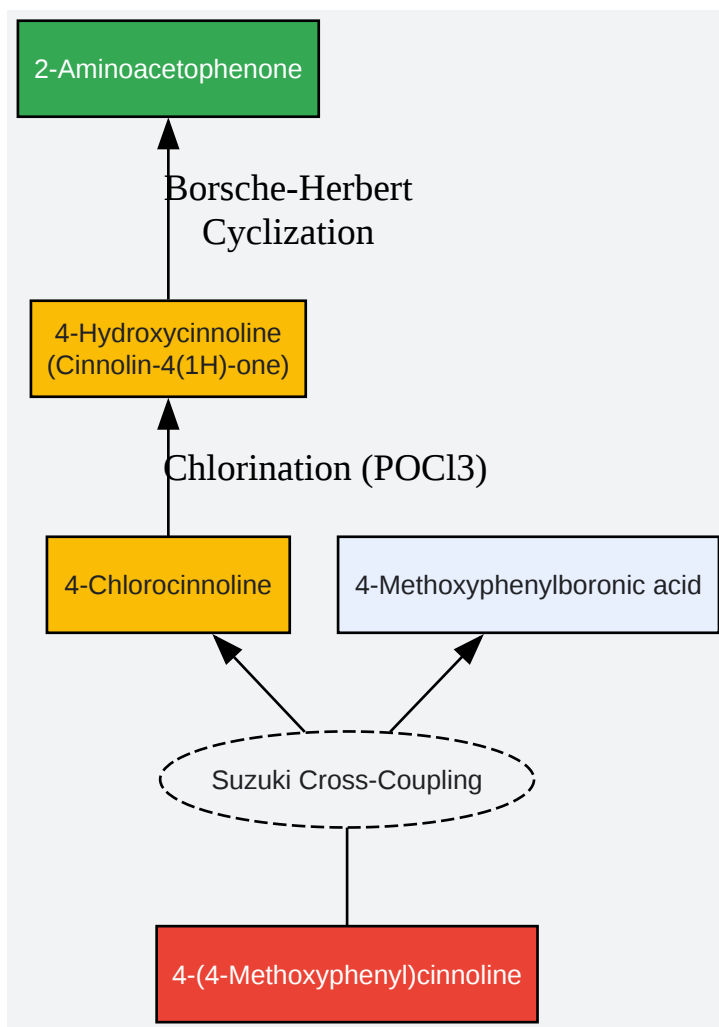 2-Aminoacetophenone
Borsche-Herbert
Cyclization
4-Hydroxycinnoline
(Cinnolin-4(1H)-one)
Chlorination (POCl3)
4-Chlorocinnoline
4-Methoxyphenylboronic acid
Suzuki Cross-Coupling
4-(4-Methoxyphenyl)cinnoline